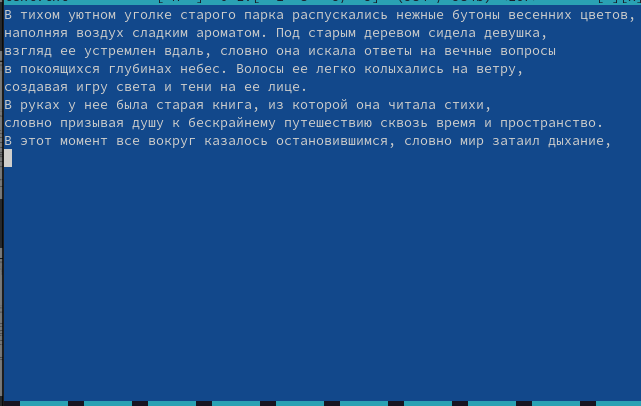 В тихом уютном уголке старого парка распускались нежные бутоны весенних цветов,
наполняя воздух сладким ароматом. Под старым деревом сидела девушка,
взгляд ее устремлен вдаль, словно она искала ответы на вечные вопросы
в покоящихся глубинах небес. Волосы ее легко колыхались на ветру,
создавая игру света и тени на ее лице.
В руках у нее была старая книга, из которой она читала стихи,
словно призывая душу к бескрайнему путешествию сквозь время и пространство.
В этот момент все вокруг казалось остановившимся, словно мир затаил дыхание,